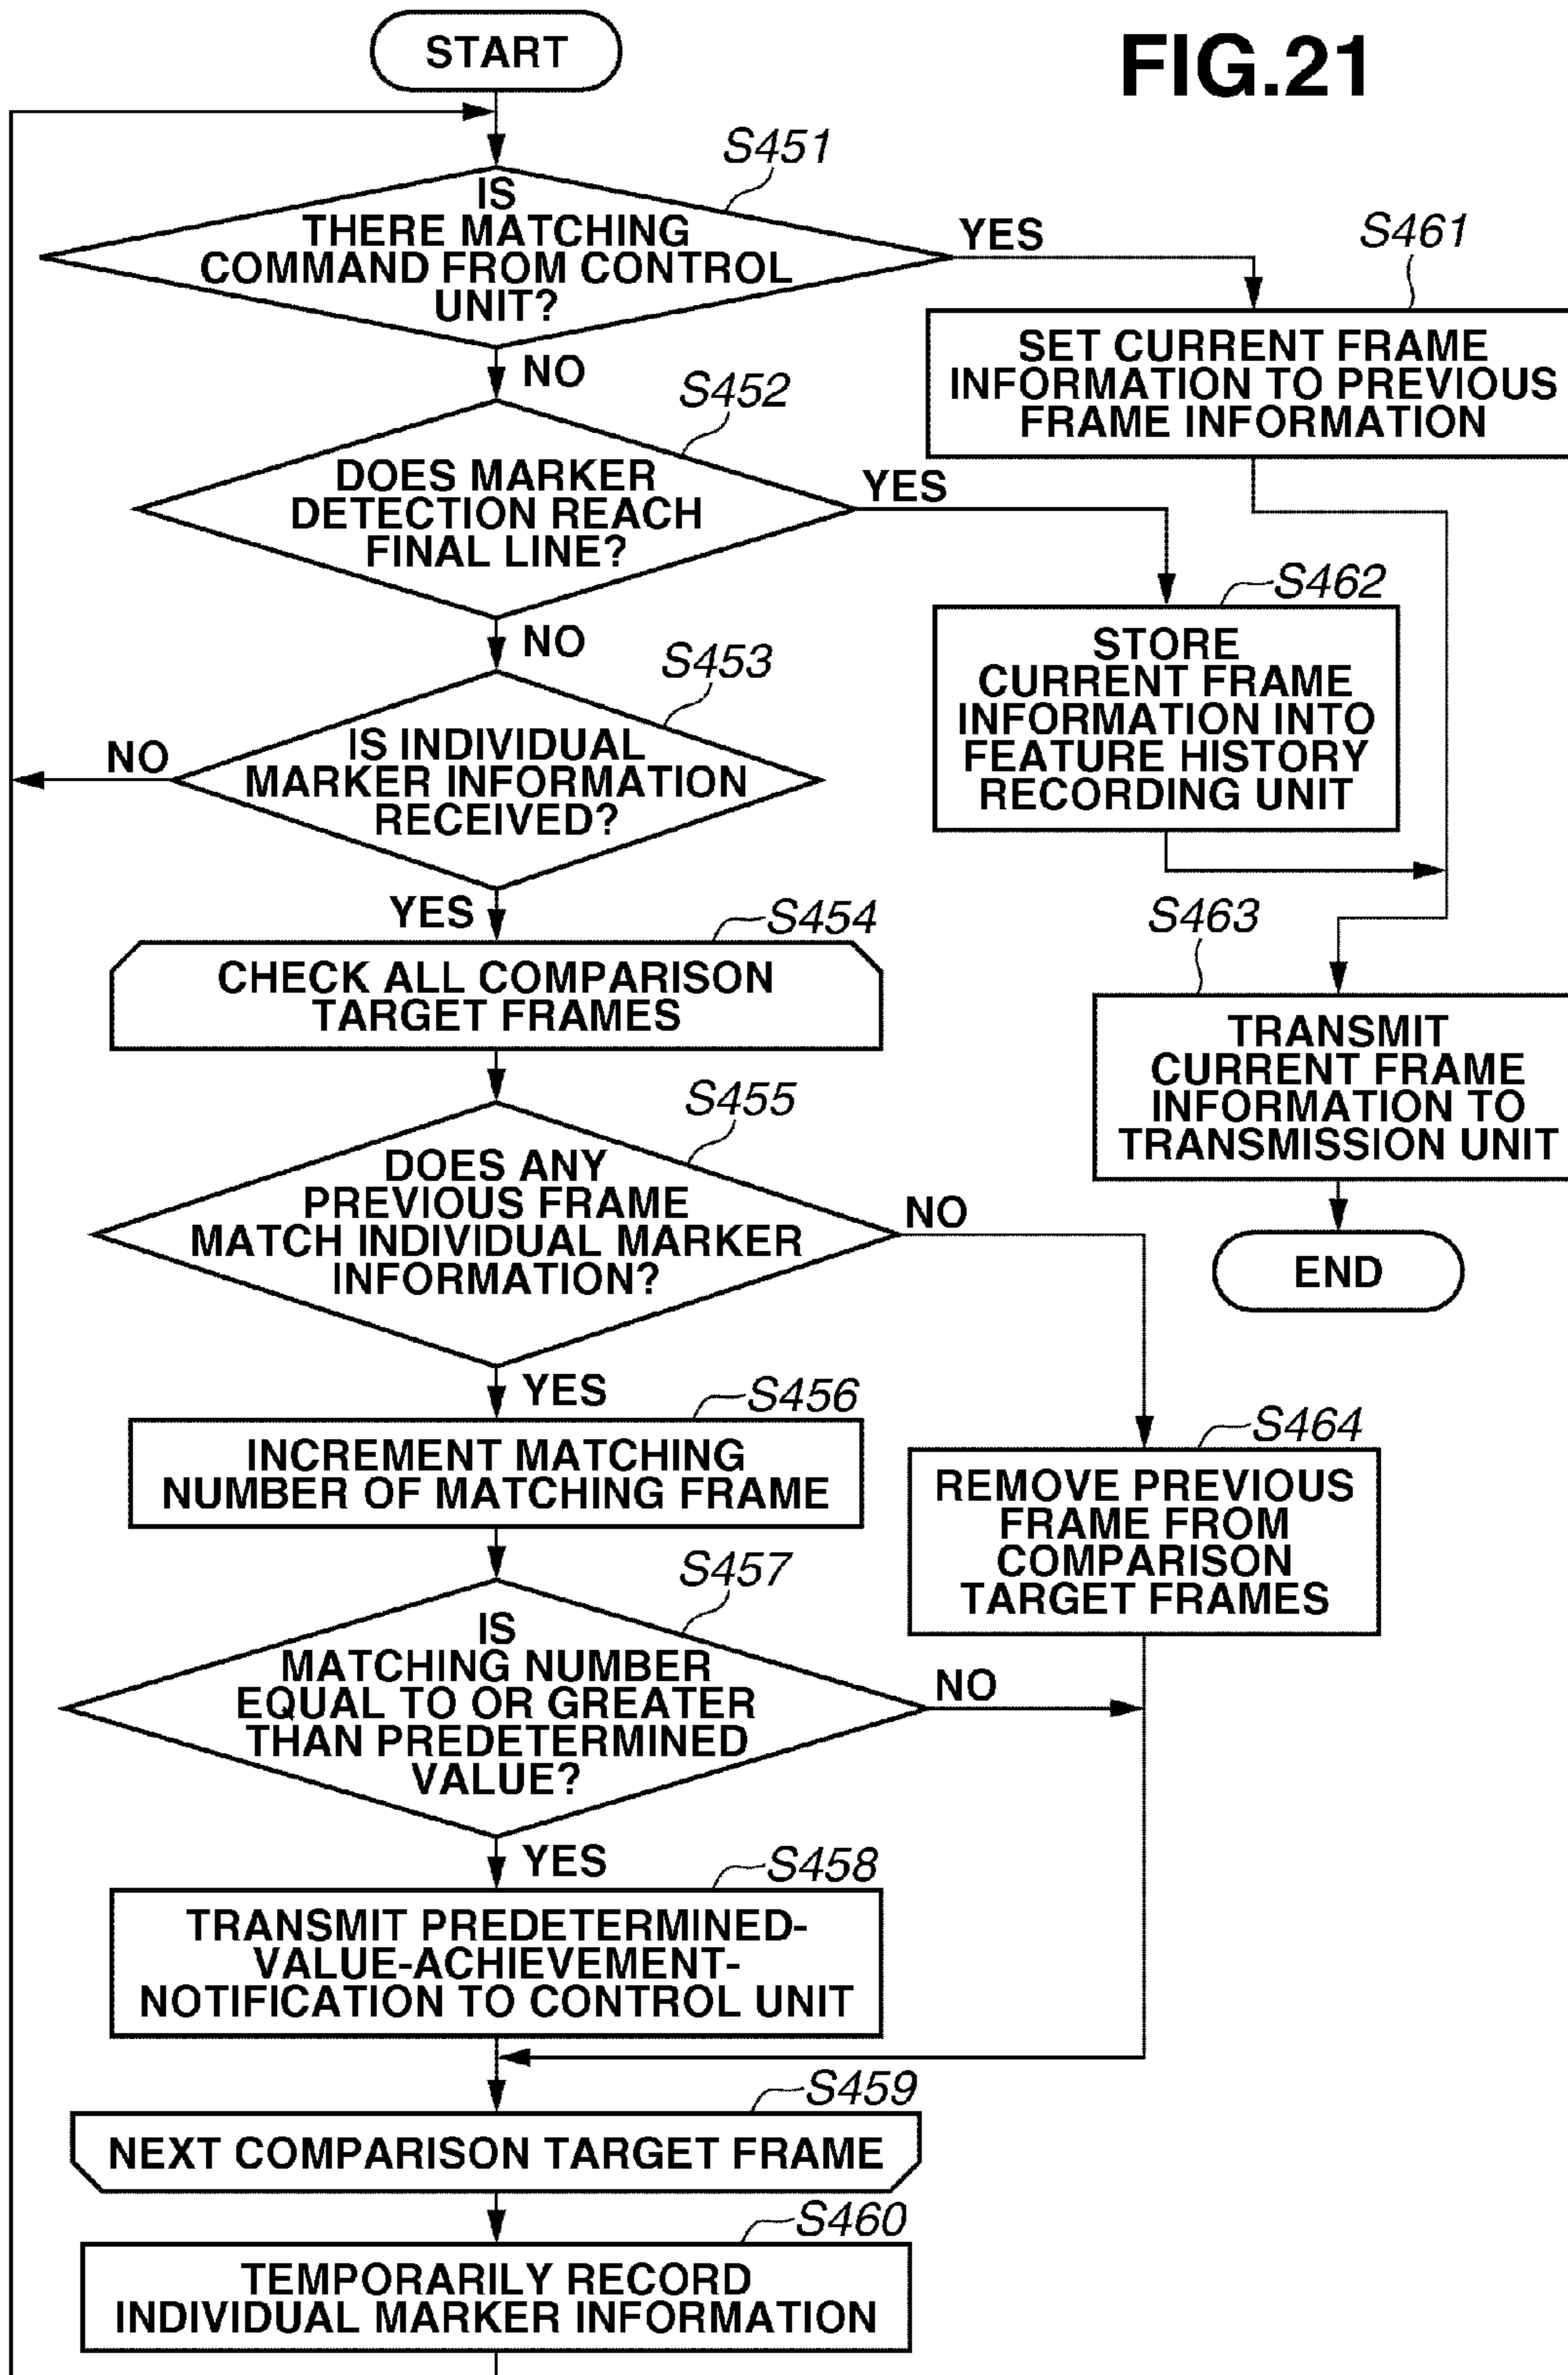 START
FIG.21
S451
IS
THERE MATCHING
COMMAND FROM CONTROL
UNIT?
YES
S461
SET CURRENT FRAME
INFORMATION TO PREVIOUS
FRAME INFORMATION
NO
S452
DOES MARKER
DETECTION REACH
FINAL LINE?
YES
S462
STORE
CURRENT FRAME
INFORMATION INTO
FEATURE HISTORY
RECORDING UNIT
NO
S453
IS INDIVIDUAL
MARKER INFORMATION
RECEIVED?
NO
YES
S454
CHECK ALL COMPARISON
TARGET FRAMES
S463
TRANSMIT
CURRENT FRAME
INFORMATION TO
TRANSMISSION UNIT
END
S455
DOES ANY
PREVIOUS FRAME
MATCH INDIVIDUAL MARKER
INFORMATION?
NO
YES
S456
INCREMENT MATCHING
NUMBER OF MATCHING FRAME
S464
REMOVE PREVIOUS
FRAME FROM
COMPARISON
TARGET FRAMES
S457
IS
MATCHING NUMBER
EQUAL TO OR GREATER
THAN PREDETERMINED
VALUE?
NO
YES
S458
TRANSMIT PREDETERMINED-
VALUE-ACHIEVEMENT-
NOTIFICATION TO CONTROL UNIT
S459
NEXT COMPARISON TARGET FRAME
S460
TEMPORARILY RECORD
INDIVIDUAL MARKER INFORMATION